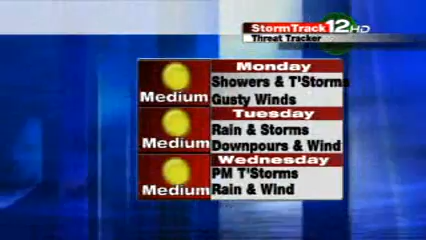 StormTrack 12 HD
Threat Tracker
Monday
Medium
Showers & T'Storms
Gusty Winds
Tuesday
Medium
Rain & Storms
Downpours & Wind
Wednesday
Medium
PM T'Storms
Rain & Wind